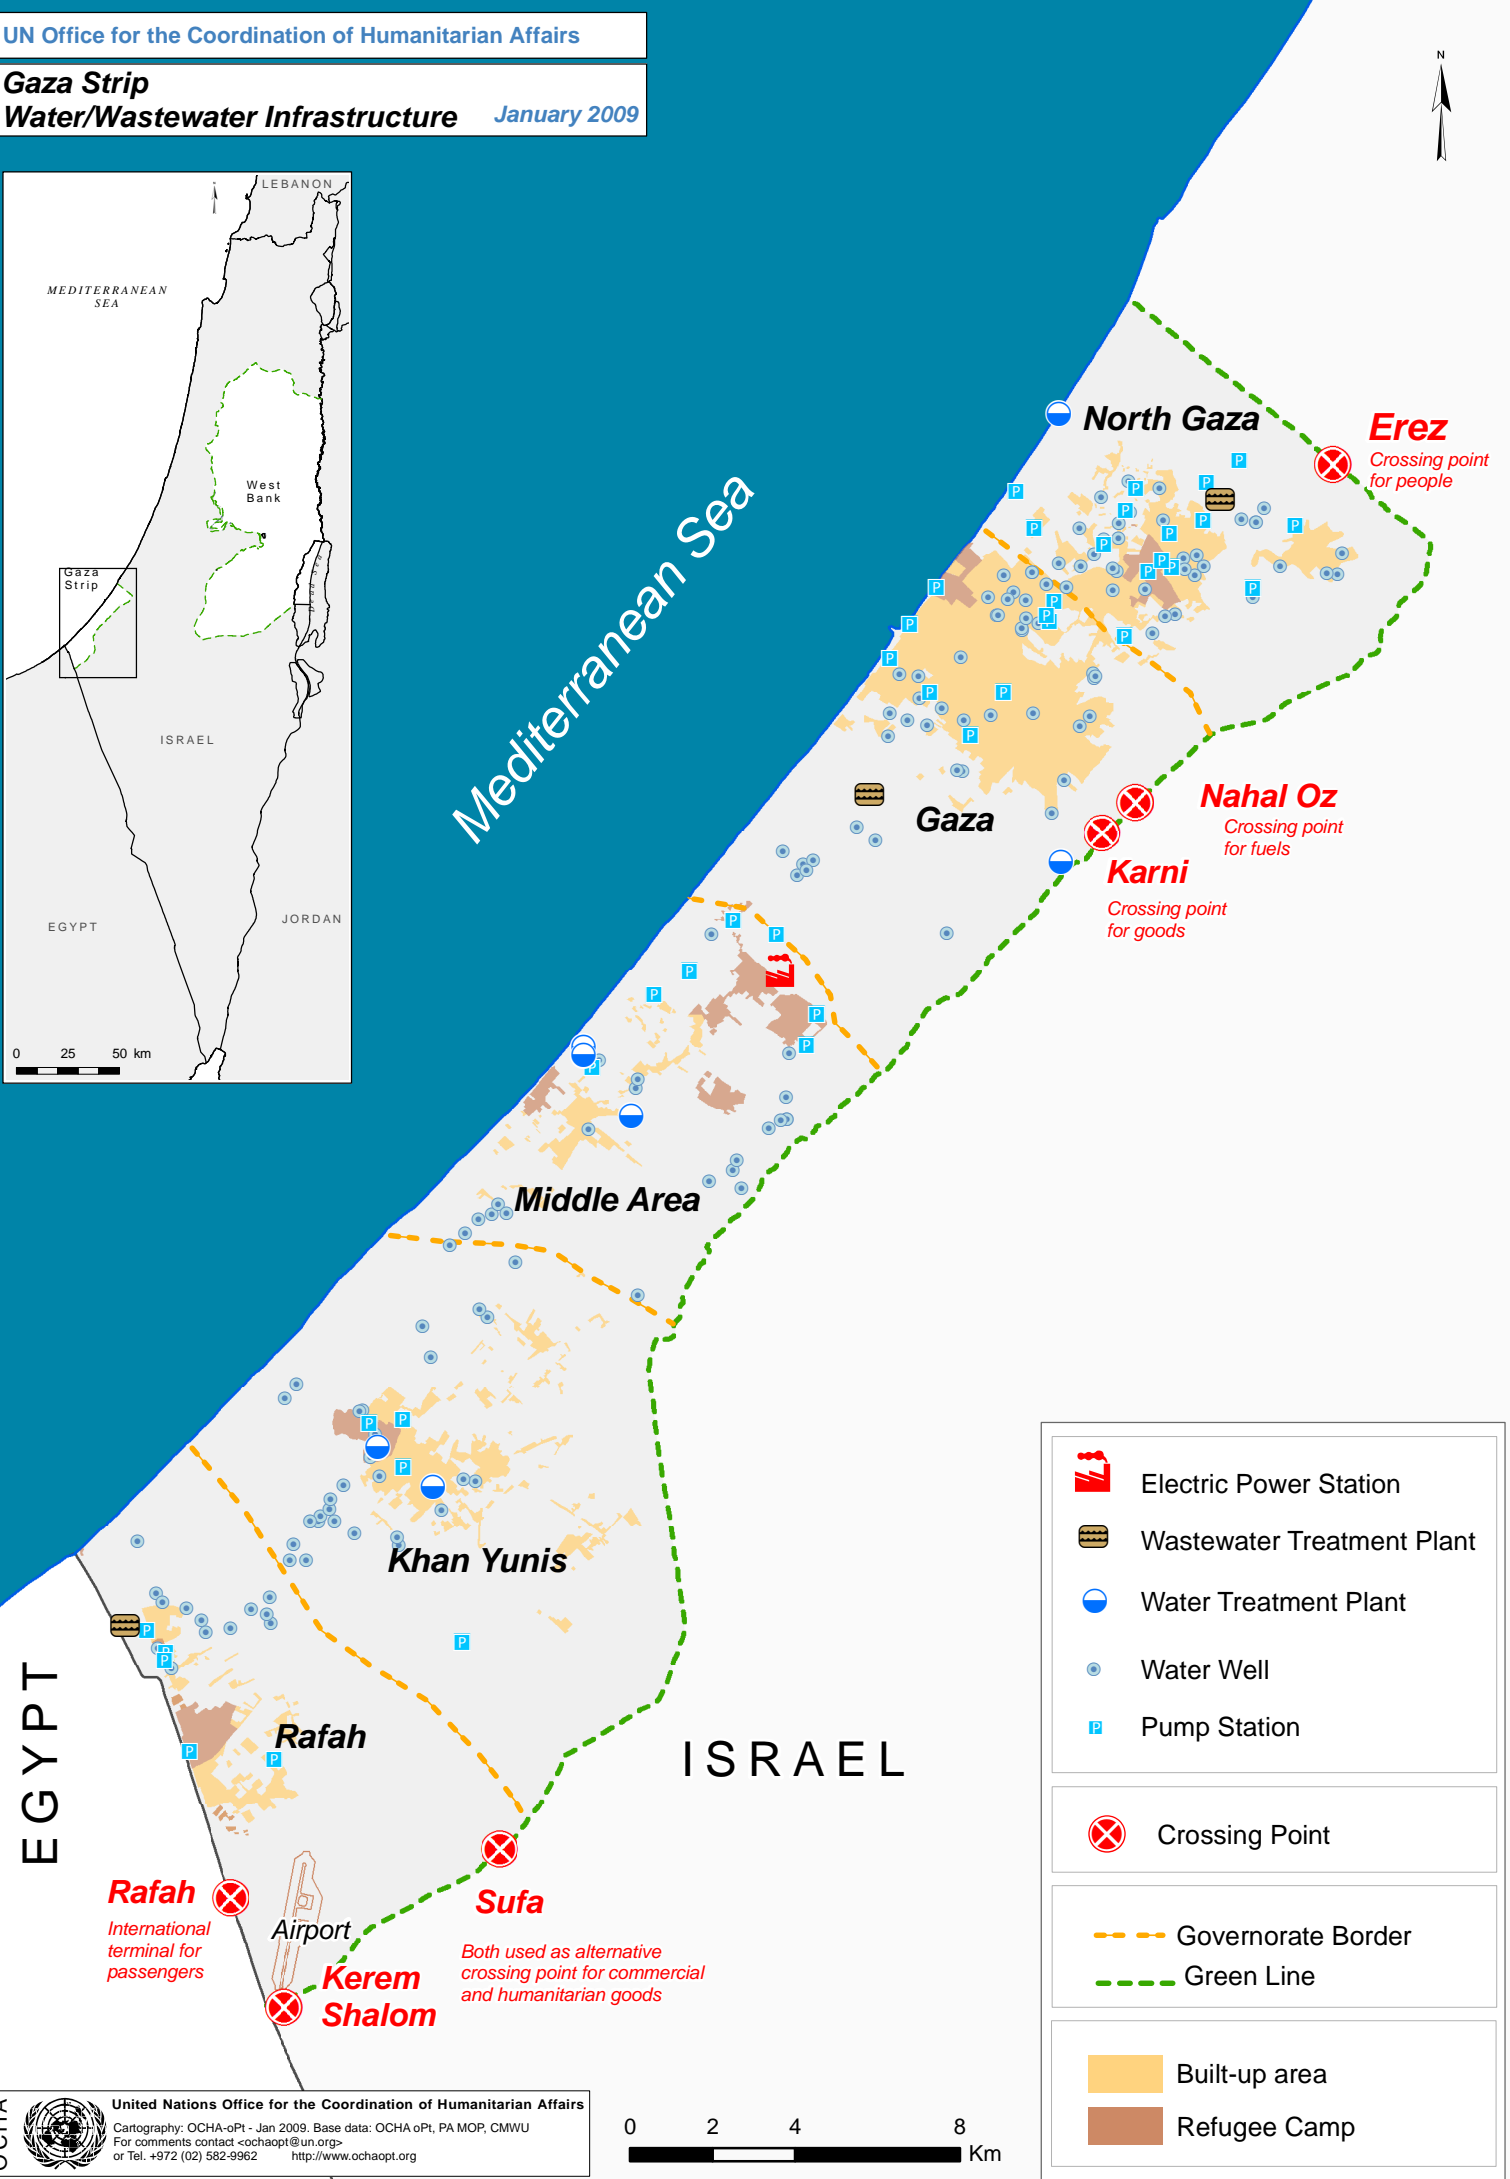 UN Office for the Coordination of Humanitarian Affairs
Gaza Strip
Water/Wastewater Infrastructure January 2009
N
LEBANON
MEDITERRANEAN
SEA
West
Bank
Gaza
Strip
Dead Sea
ISRAEL
EGYPT
JORDAN
0 25 50 km
Mediterranean Sea
North Gaza
Erez
Crossing point
for people
Nahal Oz
Crossing point
for fuels
Gaza
Karni
Crossing point
for goods
Middle Area
Khan Yunis
Rafah
EGYPT
ISRAEL
Rafah
International
terminal for
passengers
Airport
Sufa
Both used as alternative
crossing point for commercial
and humanitarian goods
Kerem
Shalom
Electric Power Station
Wastewater Treatment Plant
Water Treatment Plant
Water Well
P Pump Station
Crossing Point
Governorate Border
Green Line
Built-up area
Refugee Camp
OCHA
United Nations Office for the Coordination of Humanitarian Affairs
Cartography: OCHA-oPt - Jan 2009. Base data: OCHA oPt, PA MOP, CMWU
For comments contact <ochaopt@un.org>
or Tel. +972 (02) 582-9962 http://www.ochaopt.org
0 2 4 8
Km